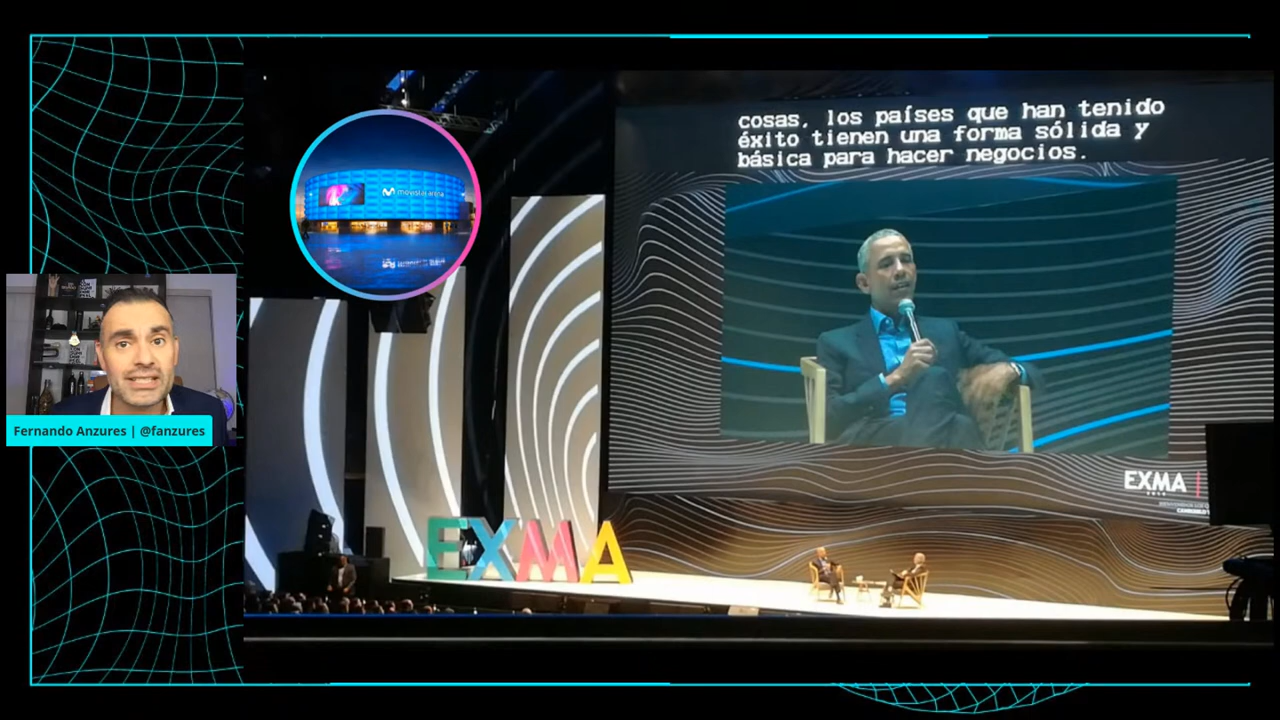 cosas, los países que han tenido
éxito tienen una forma sólida y
básica para hacer negocios.
movistar arena
Fernando Anzures | @fanzures
EXMA
EXMA